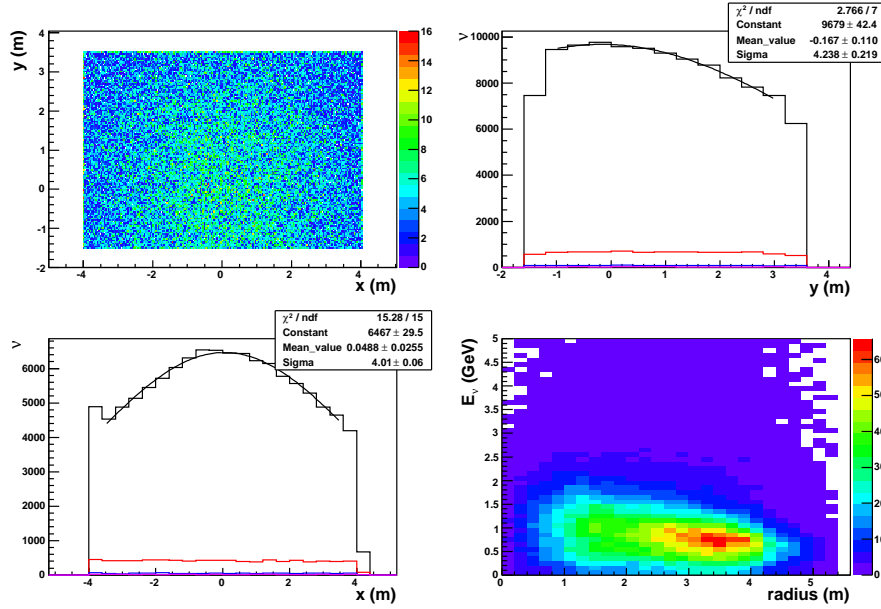 y (m)
4
3
2
1
0
-1
-2
-4 -2 0 2 4
x (m)
16
14
12
10
8
6
4
2
0
χ² / ndf 2.766 / 7
Constant 9679 ± 42.4
Mean_value -0.167 ± 0.110
Sigma 4.238 ± 0.219
ν
10000
8000
6000
4000
2000
0
-2 -1 0 1 2 3 4
y (m)
χ² / ndf 15.28 / 15
Constant 6467 ± 29.5
Mean_value 0.0488 ± 0.0255
Sigma 4.01 ± 0.06
ν
6000
5000
4000
3000
2000
1000
0
-4 -2 0 2 4
x (m)
E_ν (GeV)
5
4.5
4
3.5
3
2.5
2
1.5
1
0.5
0
0 1 2 3 4 5
radius (m)
0